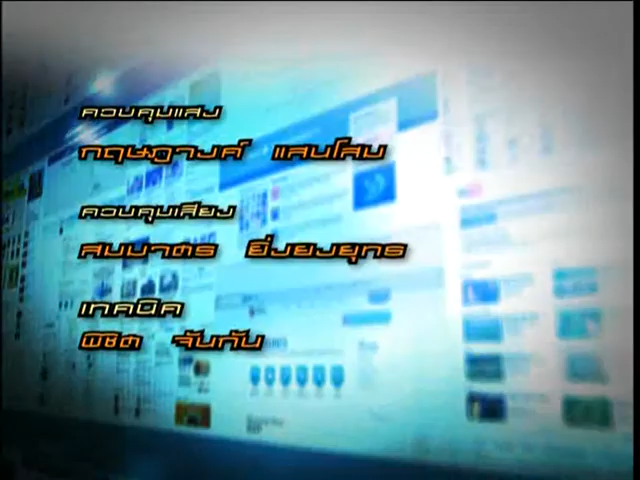 ควบคุมแสง
กฤษฎางค์ แสนโสม
ควบคุมเสียง
สมมาตร ยิ่งยงยุทธ
เทคนิค
พิชิต จันทับ